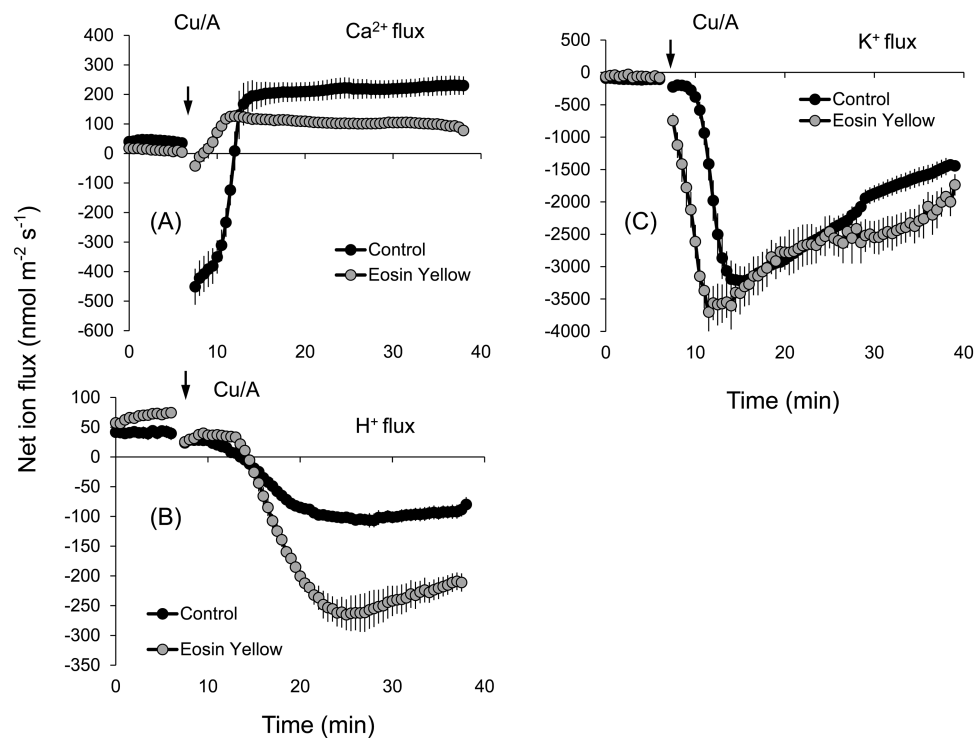 Cu/A
Ca²⁺ flux
400
300
200
100
0
-100
-200
-300
-400
-500
-600
(A)
Control
Eosin Yellow
0
10
20
30
40
Cu/A
H⁺ flux
100
50
0
-50
-100
-150
-200
-250
-300
-350
(B)
Control
Eosin Yellow
0
10
20
30
40
Time (min)
Net ion flux (nmol m⁻² s⁻¹)
Cu/A
K⁺ flux
500
0
-500
-1000
-1500
-2000
-2500
-3000
-3500
-4000
(C)
Control
Eosin Yellow
0
10
20
30
40
Time (min)